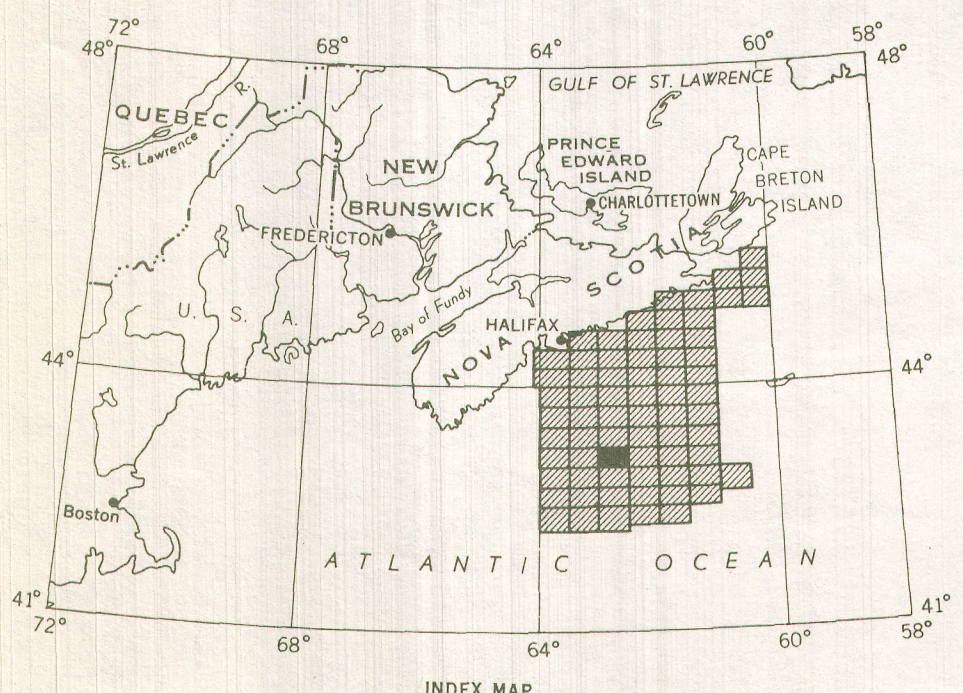 72°
48°
68°
64°
60°
58°
48°
GULF OF ST. LAWRENCE
R.
QUEBEC
St. Lawrence
PRINCE
EDWARD
ISLAND
NEW
CAPE
BRETON
ISLAND
CHARLOTTETOWN
BRUNSWICK
FREDERICTON
NOVA SCOTIA
U. S. A.
Bay of Fundy
HALIFAX
44°
44°
Boston
ATLANTIC OCEAN
41°
72°
68°
64°
60°
41°
58°
INDEX MAP